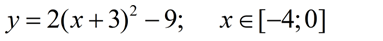 y = 2(x + 3)² − 9;   x ∈ [−4; 0]